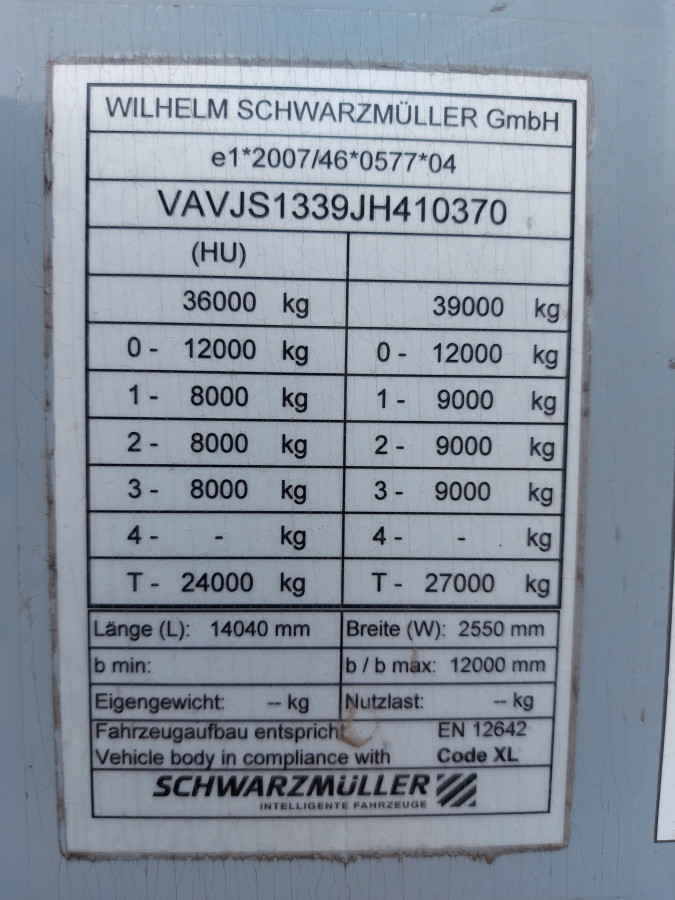 WILHELM SCHWARZMÜLLER GmbH
e1*2007/46*0577*04
VAVJS1339JH410370
(HU)
36000 kg 39000 kg
0 - 12000 kg 0 - 12000 kg
1 - 8000 kg 1 - 9000 kg
2 - 8000 kg 2 - 9000 kg
3 - 8000 kg 3 - 9000 kg
4 - - kg 4 - - kg
T - 24000 kg T - 27000 kg
Länge (L): 14040 mm Breite (W): 2550 mm
b min: b / b max: 12000 mm
Eigengewicht: -- kg Nutzlast: -- kg
Fahrzeugaufbau entspricht EN 12642
Vehicle body in compliance with Code XL
SCHWARZMÜLLER
INTELLIGENTE FAHRZEUGE